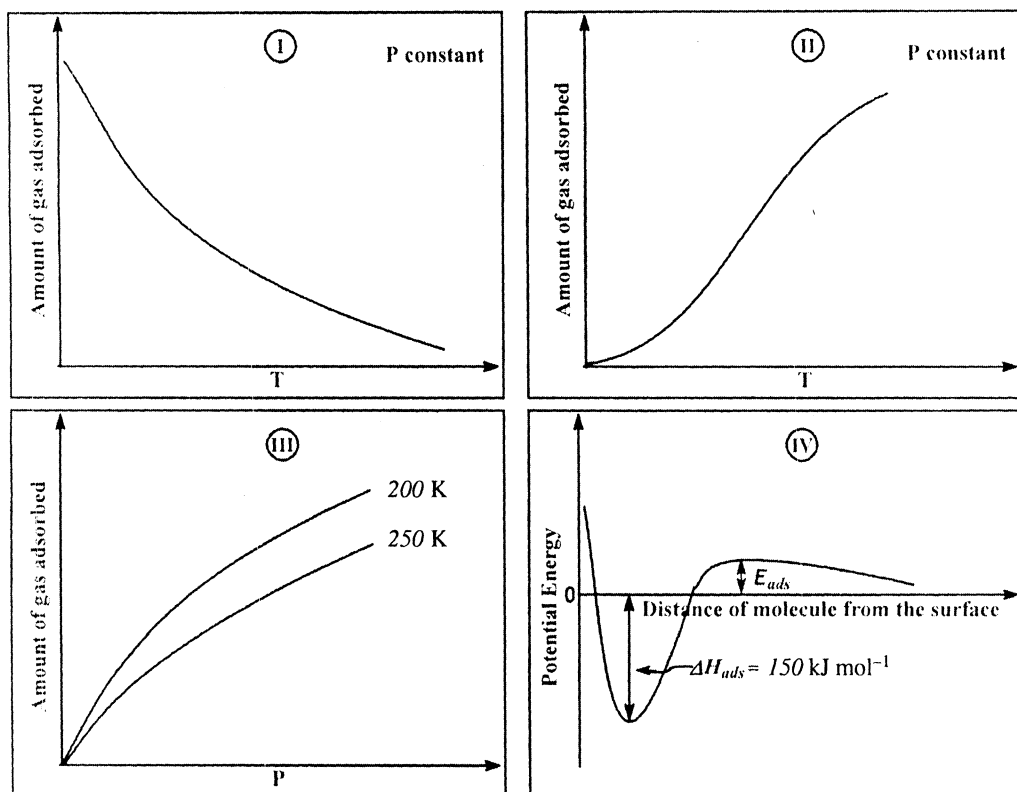 I
P constant
Amount of gas adsorbed
T
II
P constant
Amount of gas adsorbed
T
III
200 K
250 K
Amount of gas adsorbed
P
IV
Potential Energy
0
E_ads
Distance of molecule from the surface
ΔH_ads = 150 kJ mol⁻¹